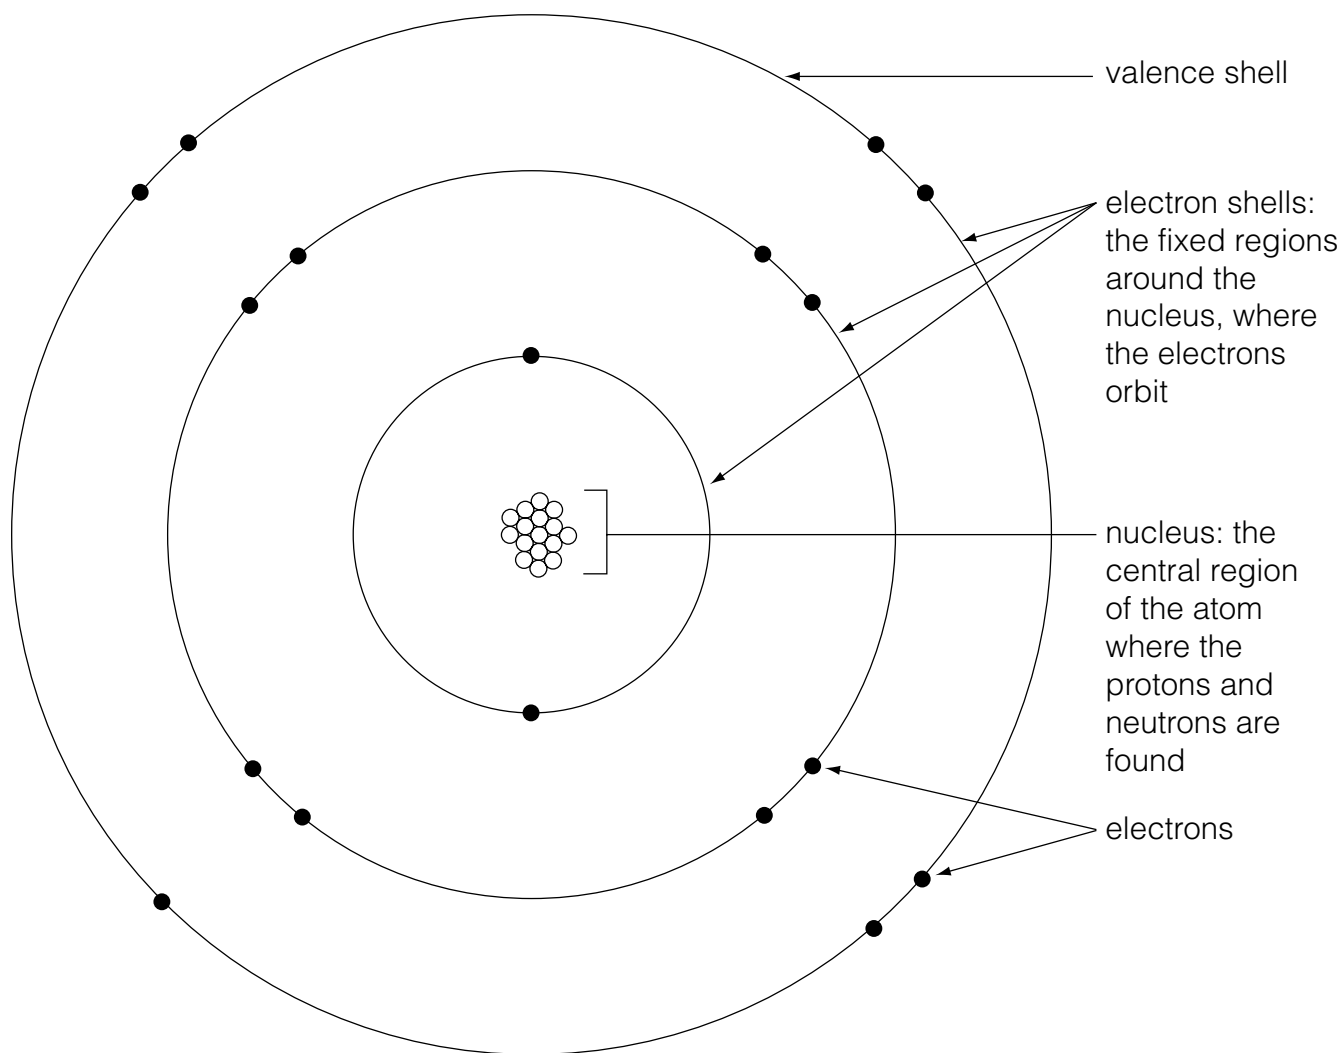 valence shell
electron shells:
the fixed regions
around the
nucleus, where
the electrons
orbit
nucleus: the
central region
of the atom
where the
protons and
neutrons are
found
electrons